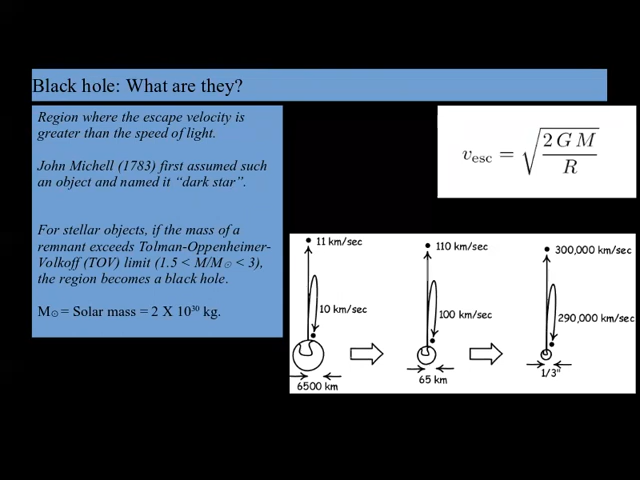 Black hole: What are they?
Region where the escape velocity is
greater than the speed of light.
John Michell (1783) first assumed such
an object and named it “dark star”.
For stellar objects, if the mass of a
remnant exceeds Tolman-Oppenheimer-
Volkoff (TOV) limit (1.5 < M/M☉ < 3),
the region becomes a black hole.
M☉ = Solar mass = 2 X 10³⁰ kg.
v_esc = √(2 G M / R)
11 km/sec
110 km/sec
300,000 km/sec
10 km/sec
100 km/sec
290,000 km/sec
6500 km
65 km
1/3"